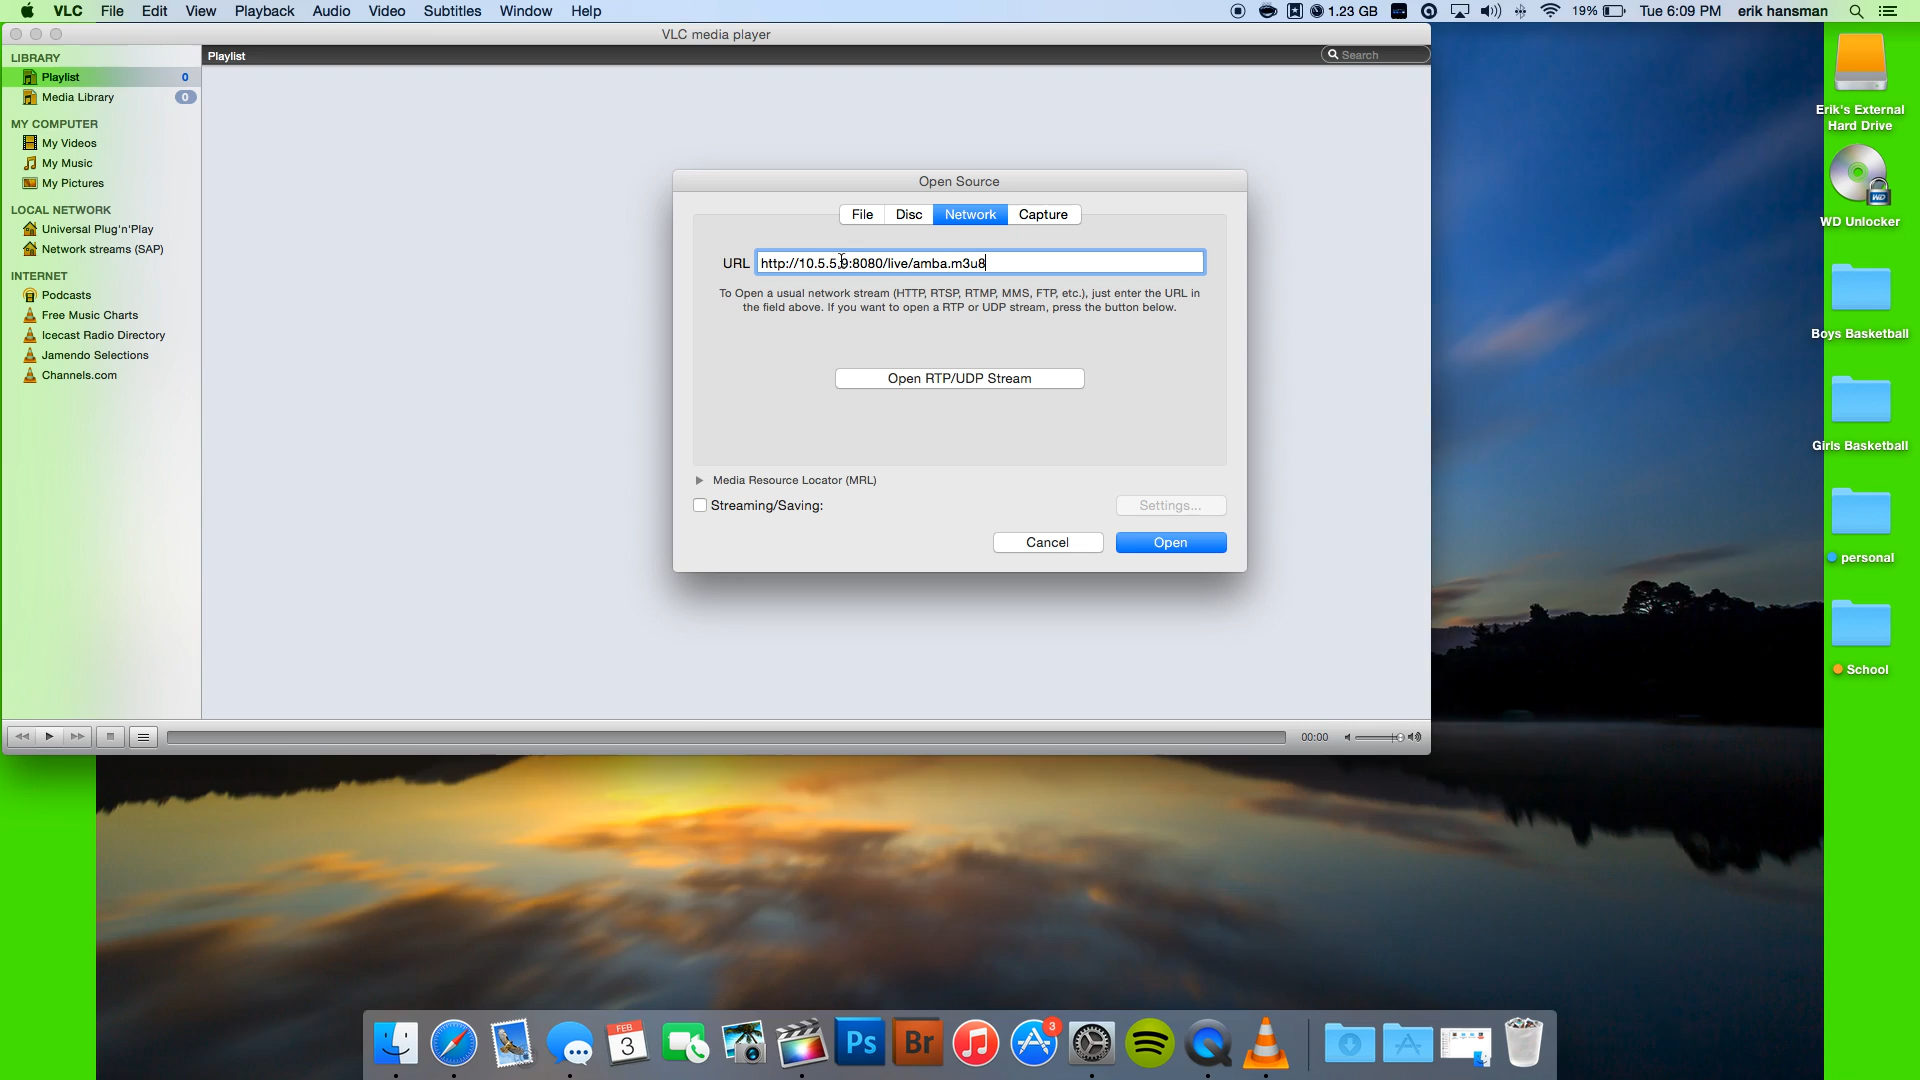 VLC File Edit View Playback Audio Video Subtitles Window Help 1.23 GB 19% Tue 6:09 PM erik hansman
VLC media player
LIBRARY
Playlist 0
Media Library 0
MY COMPUTER
My Videos
My Music
My Pictures
LOCAL NETWORK
Universal Plug'n'Play
Network streams (SAP)
INTERNET
Podcasts
Free Music Charts
Icecast Radio Directory
Jamendo Selections
Channels.com
Playlist
Search
Open Source
File Disc Network Capture
URL http://10.5.5.9:8080/live/amba.m3u8
To Open a usual network stream (HTTP, RTSP, RTMP, MMS, FTP, etc.), just enter the URL in
the field above. If you want to open a RTP or UDP stream, press the button below.
Open RTP/UDP Stream
Media Resource Locator (MRL)
Streaming/Saving:
Settings...
Cancel Open
00:00
Erik's External
Hard Drive
WD
WD Unlocker
Boys Basketball
Girls Basketball
personal
School
FEB
3
Ps
Br
3